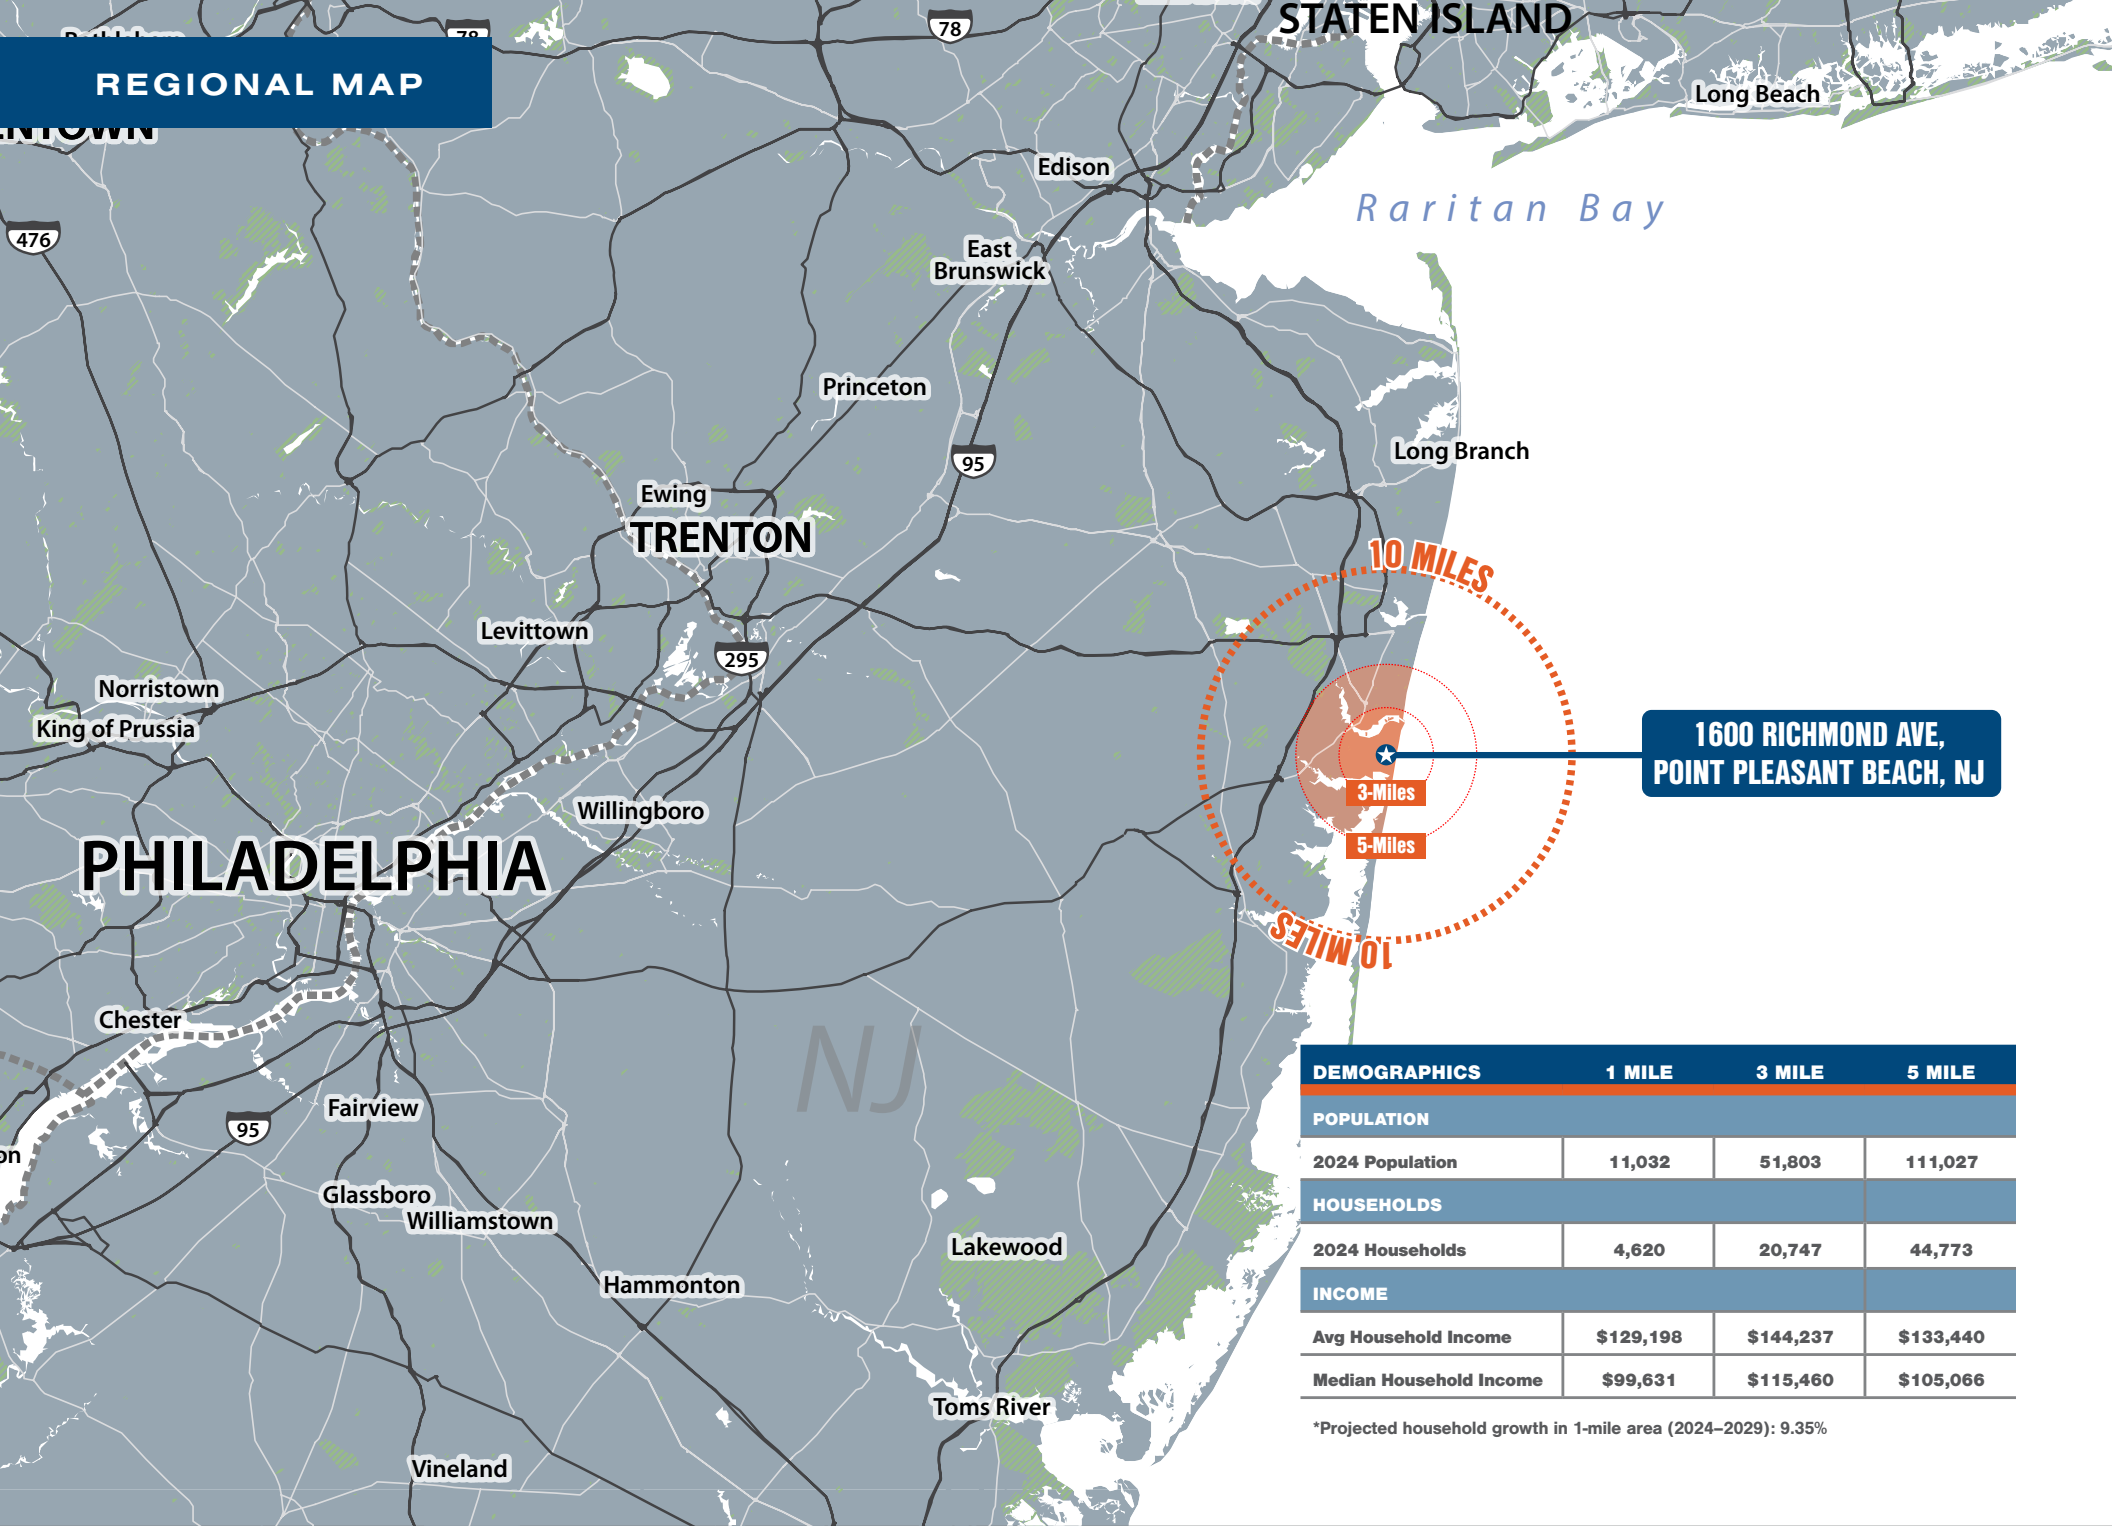 STATEN ISLAND
78
78
REGIONAL MAP
Long Beach
Edison
Raritan Bay
476
East
Brunswick
Princeton
95
Long Branch
Ewing
TRENTON
10 MILES
Levittown
295
Norristown
King of Prussia
1600 RICHMOND AVE,
POINT PLEASANT BEACH, NJ
3-Miles
Willingboro
5-Miles
PHILADELPHIA
10 MILES
Chester
NJ
Fairview
95
Glassboro
Williamstown
Lakewood
Hammonton
Toms River
Vineland
DEMOGRAPHICS 1 MILE 3 MILE 5 MILE
POPULATION
2024 Population 11,032 51,803 111,027
HOUSEHOLDS
2024 Households 4,620 20,747 44,773
INCOME
Avg Household Income $129,198 $144,237 $133,440
Median Household Income $99,631 $115,460 $105,066
*Projected household growth in 1-mile area (2024–2029): 9.35%